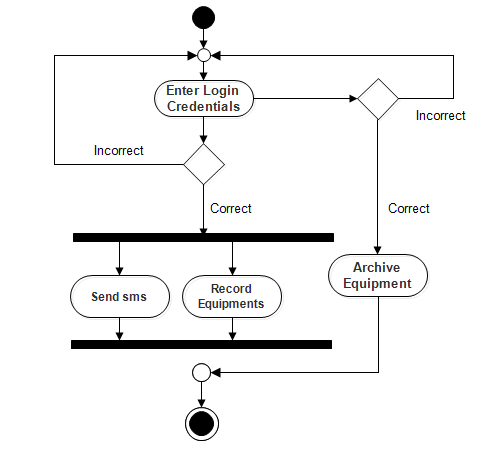 Enter Login
Credentials
Incorrect
Incorrect
Correct
Correct
Archive
Equipment
Send sms
Record
Equipments